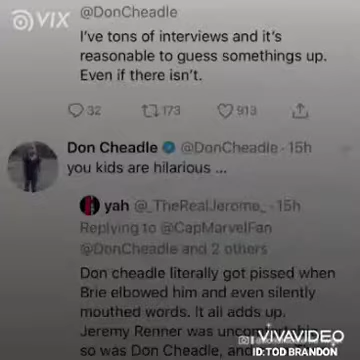 VIX
@DonCheadle
I've tons of interviews and it's
reasonable to guess somethings up.
Even if there isn't.
32 173 913
Don Cheadle @DonCheadle · 15h
you kids are hilarious ...
yah @_TheRealJerome_ · 15h
Replying to @CapMarvelFan
@DonCheadle and 2 others
Don cheadle literally got pissed when
Brie elbowed him and even silently
mouthed words. It all adds up.
Jeremy Renner was
so was Don Cheadle, and
VIVAVIDEO
ID:TOD BRANDON